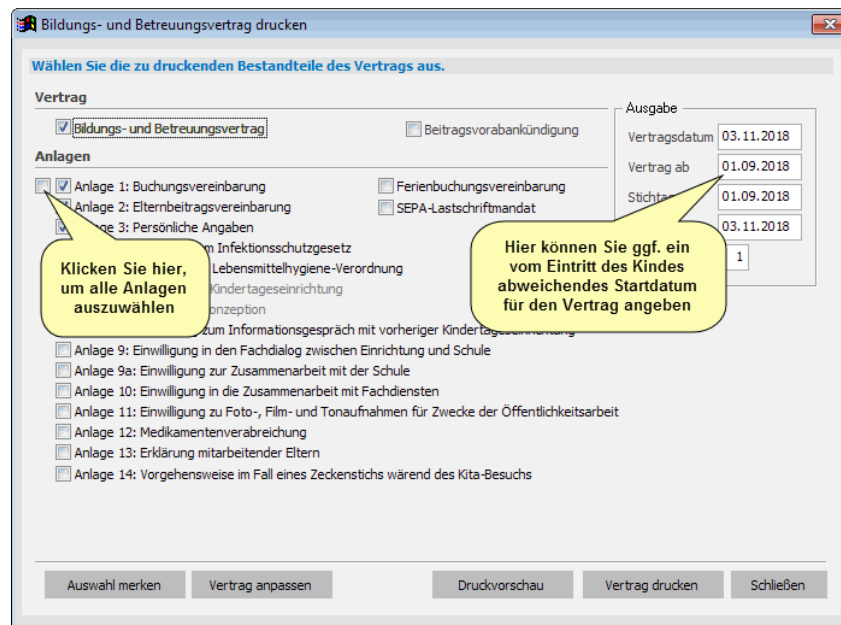 Bildungs- und Betreuungsvertrag drucken
Wählen Sie die zu druckenden Bestandteile des Vertrags aus.
Vertrag
Bildungs- und Betreuungsvertrag
Beitragsvorabankündigung
Anlagen
Anlage 1: Buchungsvereinbarung
Ferienbuchungsvereinbarung
Anlage 2: Elternbeitragsvereinbarung
SEPA-Lastschriftmandat
Anlage 3: Persönliche Angaben
Infektionsschutzgesetz
Lebensmittelhygiene-Verordnung
Kindertageseinrichtung
zum Informationsgespräch mit vorheriger
Anlage 9: Einwilligung in den Fachdialog zwischen Einrichtung und Schule
Anlage 9a: Einwilligung zur Zusammenarbeit mit der Schule
Anlage 10: Einwilligung in die Zusammenarbeit mit Fachdiensten
Anlage 11: Einwilligung zu Foto-, Film- und Tonaufnahmen für Zwecke der Öffentlichkeitsarbeit
Anlage 12: Medikamentenverabreichung
Anlage 13: Erklärung mitarbeitender Eltern
Anlage 14: Vorgehensweise im Fall eines Zeckenstichs wärend des Kita-Besuchs
Ausgabe
Vertragsdatum 03.11.2018
Vertrag ab 01.09.2018
01.09.2018
03.11.2018
1
Klicken Sie hier,
um alle Anlagen
auszuwählen
Hier können Sie ggf. ein
vom Eintritt des Kindes
abweichendes Startdatum
für den Vertrag angeben
Auswahl merken
Vertrag anpassen
Druckvorschau
Vertrag drucken
Schließen